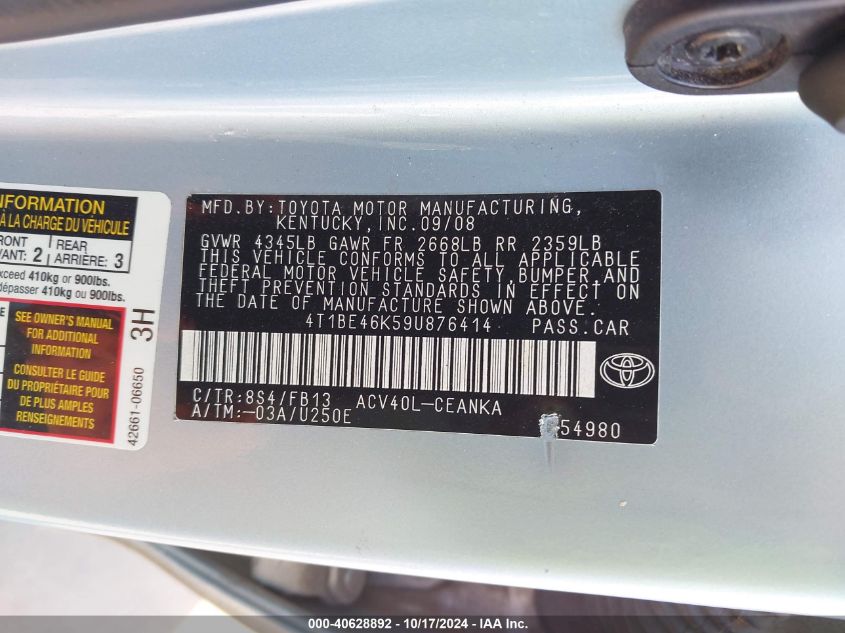 INFORMATION
À LA CHARGE DU VÉHICULE
FRONT
VANT: 2
REAR
ARRIÈRE: 3
xceed 410kg or 900lbs.
dépasser 410kg ou 900lbs.
SEE OWNER'S MANUAL
FOR ADDITIONAL
INFORMATION
CONSULTER LE GUIDE
DU PROPRIÉTAIRE POUR
DE PLUS AMPLES
RENSEIGNEMENTS
3H
42661-06650
MFD.BY:TOYOTA MOTOR MANUFACTURING,
KENTUCKY,INC.09/08
GVWR 4345LB GAWR FR 2668LB RR 2359LB
THIS VEHICLE CONFORMS TO ALL APPLICABLE
FEDERAL MOTOR VEHICLE SAFETY,BUMPER,AND
THEFT PREVENTION STANDARDS IN EFFECT ON
THE DATE OF MANUFACTURE SHOWN ABOVE.
4T1BE46K59U876414 PASS.CAR
C/TR:8S4/FB13 ACV40L-CEANKA
A/TM:-03A/U250E
54980
000-40628892 - 10/17/2024 - IAA Inc.